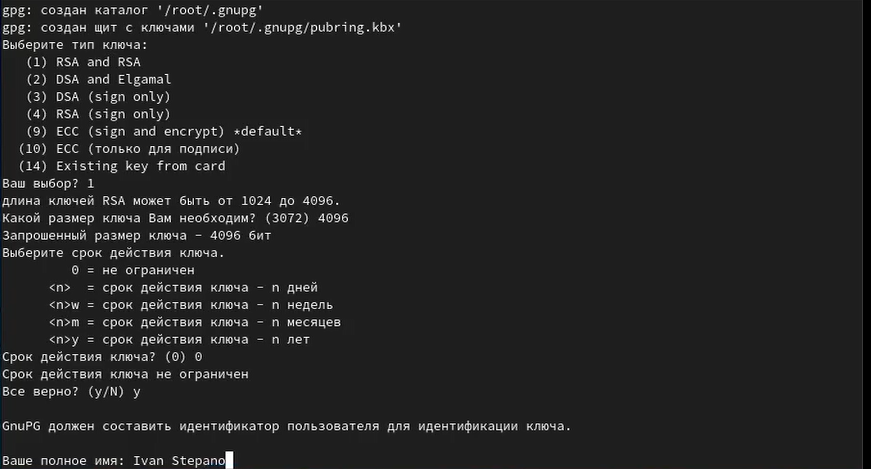 gpg: создан каталог '/root/.gnupg'
gpg: создан щит с ключами '/root/.gnupg/pubring.kbx'
Выберите тип ключа:
(1) RSA and RSA
(2) DSA and Elgamal
(3) DSA (sign only)
(4) RSA (sign only)
(9) ECC (sign and encrypt) *default*
(10) ECC (только для подписи)
(14) Existing key from card
Ваш выбор? 1
длина ключей RSA может быть от 1024 до 4096.
Какой размер ключа Вам необходим? (3072) 4096
Запрошенный размер ключа - 4096 бит
Выберите срок действия ключа.
0 = не ограничен
<n> = срок действия ключа - n дней
<n>w = срок действия ключа - n недель
<n>m = срок действия ключа - n месяцев
<n>y = срок действия ключа - n лет
Срок действия ключа? (0) 0
Срок действия ключа не ограничен
Все верно? (y/N) y
GnuPG должен составить идентификатор пользователя для идентификации ключа.
Ваше полное имя: Ivan Stepano